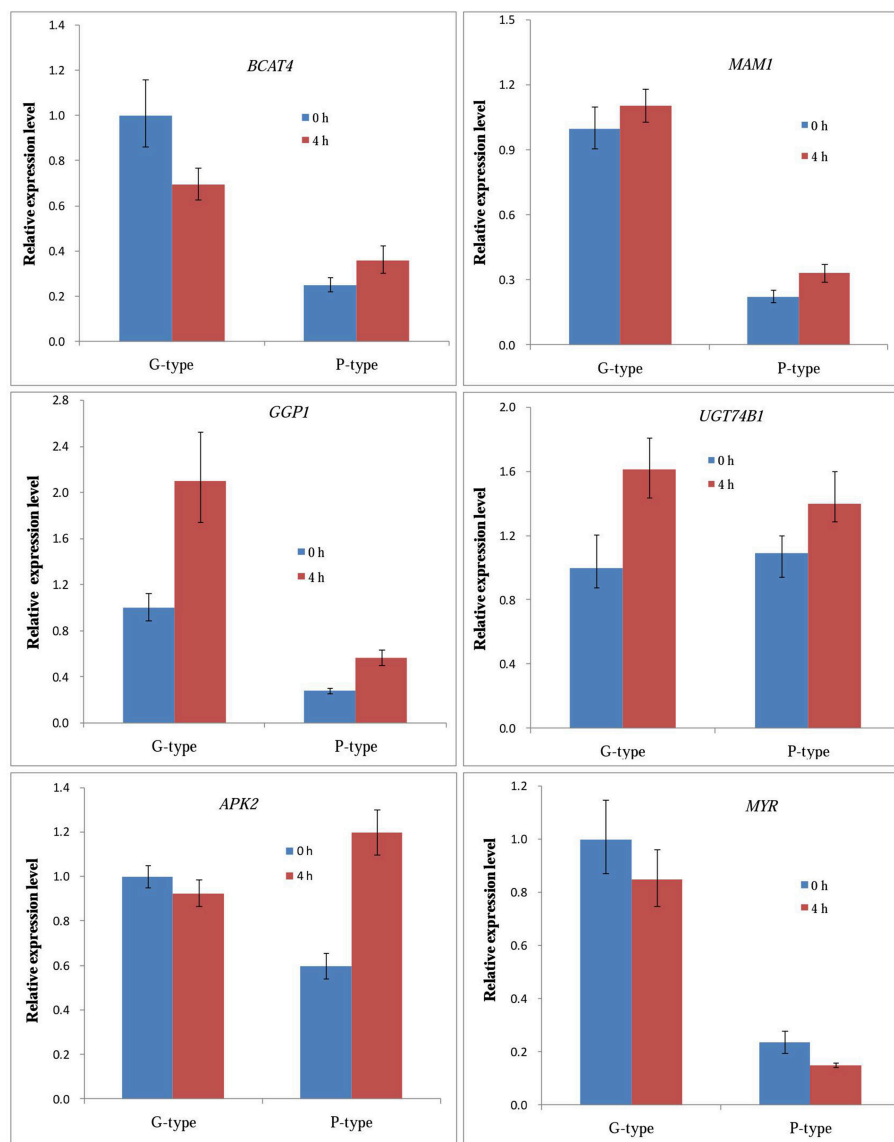 BCAT4
Relative expression level
1.4
1.2
1.0
0.8
0.6
0.4
0.2
0.0
0 h
4 h
G-type
P-type
MAM1
Relative expression level
1.5
1.2
0.9
0.6
0.3
0.0
0 h
4 h
G-type
P-type
GGP1
Relative expression level
2.8
2.4
2.0
1.6
1.2
0.8
0.4
0.0
0 h
4 h
G-type
P-type
UGT74B1
Relative expression level
2.0
1.6
1.2
0.8
0.4
0.0
0 h
4 h
G-type
P-type
APK2
Relative expression level
1.4
1.2
1.0
0.8
0.6
0.4
0.2
0.0
0 h
4 h
G-type
P-type
MYR
Relative expression level
1.2
1.0
0.8
0.6
0.4
0.2
0.0
0 h
4 h
G-type
P-type